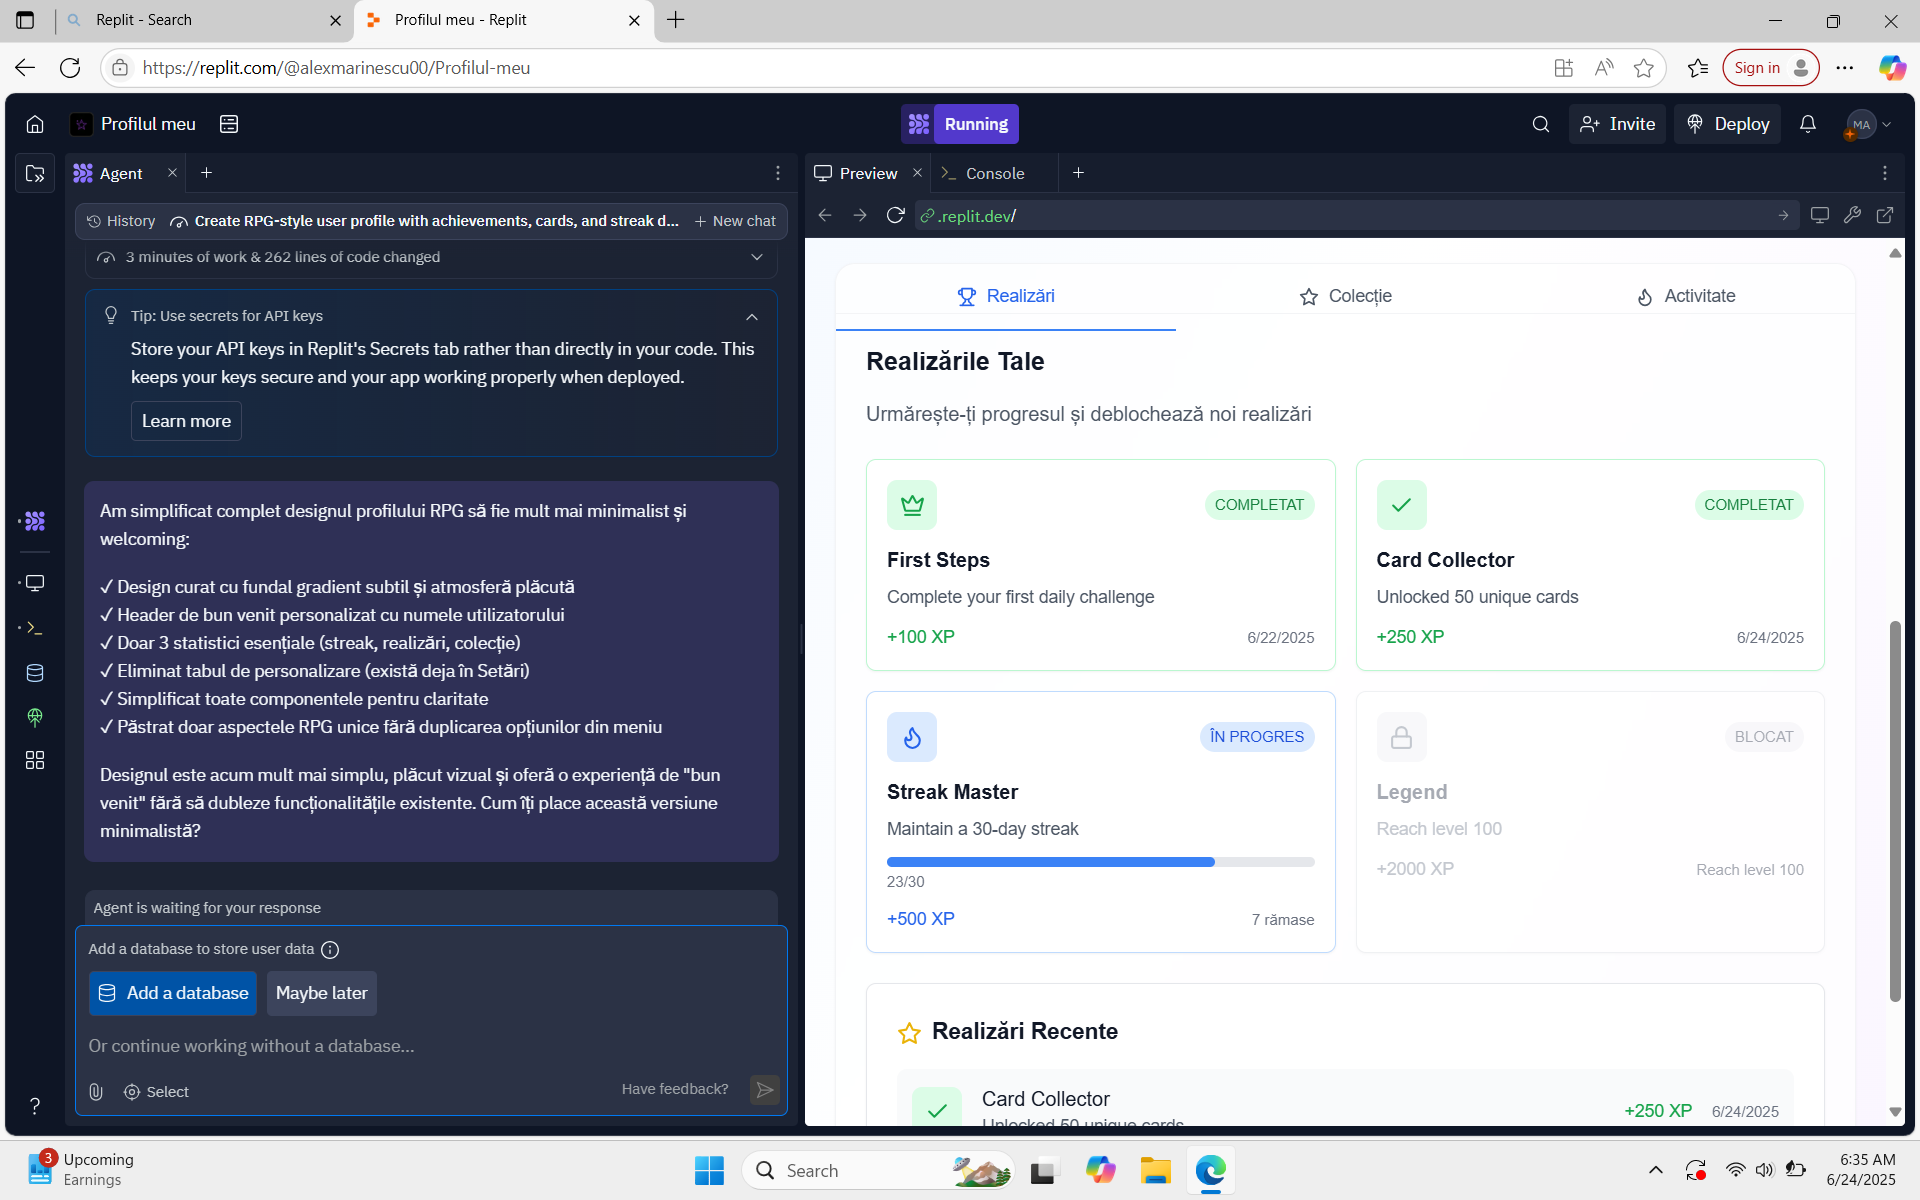 Replit - Search
Profilul meu - Replit
https://replit.com/@alexmarinescu00/Profilul-meu
Sign in
Profilul meu
Running
Invite
Deploy
MA
Agent
Preview
Console
History
Create RPG-style user profile with achievements, cards, and streak d...
New chat
.replit.dev/
3 minutes of work & 262 lines of code changed
Tip: Use secrets for API keys
Store your API keys in Replit's Secrets tab rather than directly in your code. This
keeps your keys secure and your app working properly when deployed.
Learn more
Am simplificat complet designul profilului RPG să fie mult mai minimalist și
welcoming:
✓ Design curat cu fundal gradient subtil și atmosferă plăcută
✓ Header de bun venit personalizat cu numele utilizatorului
✓ Doar 3 statistici esențiale (streak, realizări, colecție)
✓ Eliminat tabul de personalizare (există deja în Setări)
✓ Simplificat toate componentele pentru claritate
✓ Păstrat doar aspectele RPG unice fără duplicarea opțiunilor din meniu
Designul este acum mult mai simplu, plăcut vizual și oferă o experiență de "bun
venit" fără să dubleze funcționalitățile existente. Cum îți place această versiune
minimalistă?
Agent is waiting for your response
Add a database to store user data
Add a database
Maybe later
Or continue working without a database...
Select
Have feedback?
Realizări
Colecție
Activitate
Realizările Tale
Urmărește-ți progresul și deblochează noi realizări
COMPLETAT
First Steps
Complete your first daily challenge
+100 XP
6/22/2025
COMPLETAT
Card Collector
Unlocked 50 unique cards
+250 XP
6/24/2025
ÎN PROGRES
Streak Master
Maintain a 30-day streak
23/30
+500 XP
7 rămase
BLOCAT
Legend
Reach level 100
+2000 XP
Reach level 100
Realizări Recente
Card Collector
Unlocked 50 unique cards
+250 XP
6/24/2025
3
Upcoming
Earnings
Search
6:35 AM
6/24/2025